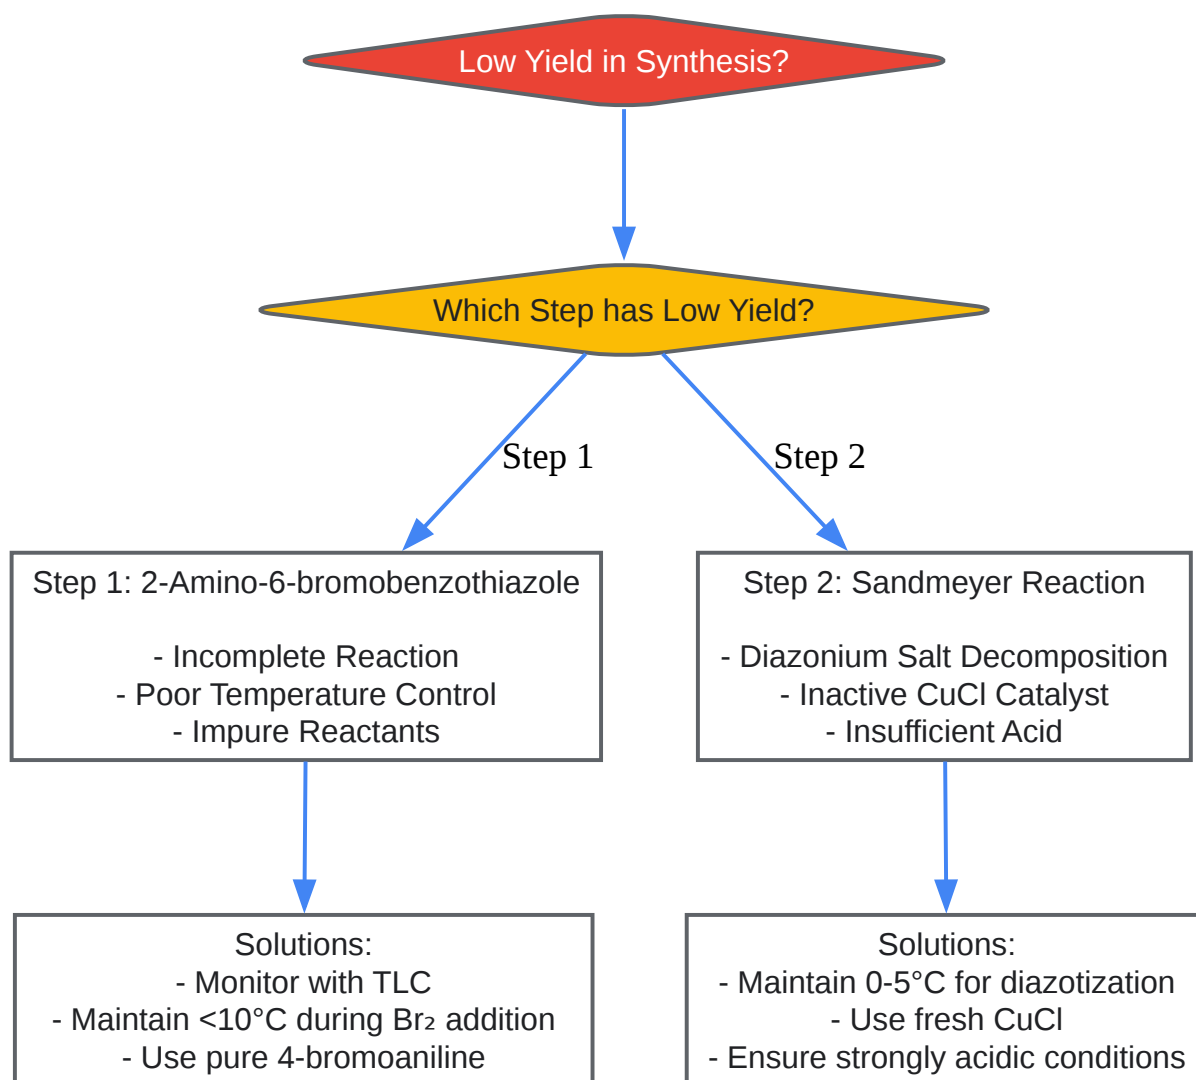 Low Yield in Synthesis?
Which Step has Low Yield?
Step 1
Step 2
Step 1: 2-Amino-6-bromobenzothiazole
- Incomplete Reaction
- Poor Temperature Control
- Impure Reactants
Step 2: Sandmeyer Reaction
- Diazonium Salt Decomposition
- Inactive CuCl Catalyst
- Insufficient Acid
Solutions:
- Monitor with TLC
- Maintain <10°C during Br₂ addition
- Use pure 4-bromoaniline
Solutions:
- Maintain 0-5°C for diazotization
- Use fresh CuCl
- Ensure strongly acidic conditions